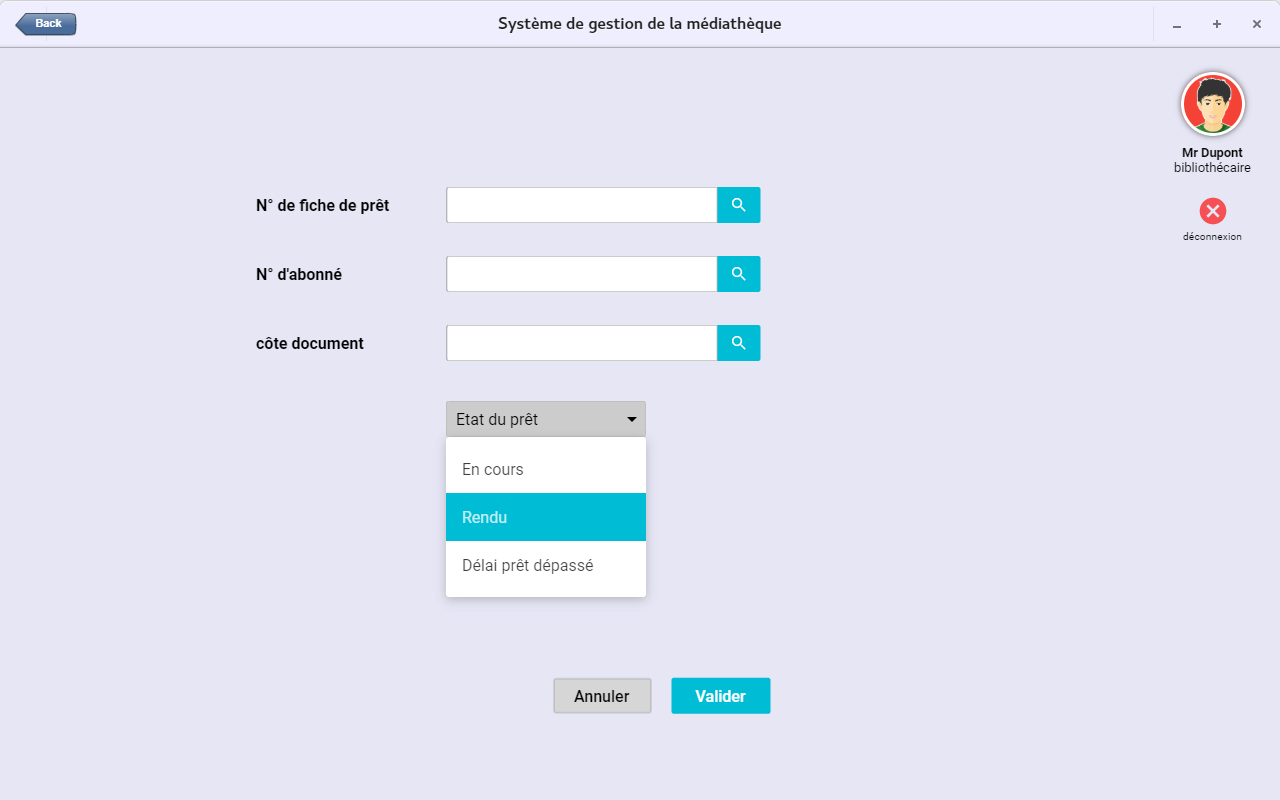 Back
Système de gestion de la médiathèque
Mr Dupont
bibliothécaire
déconnexion
N° de fiche de prêt
N° d'abonné
côte document
Etat du prêt
En cours
Rendu
Délai prêt dépassé
Annuler
Valider